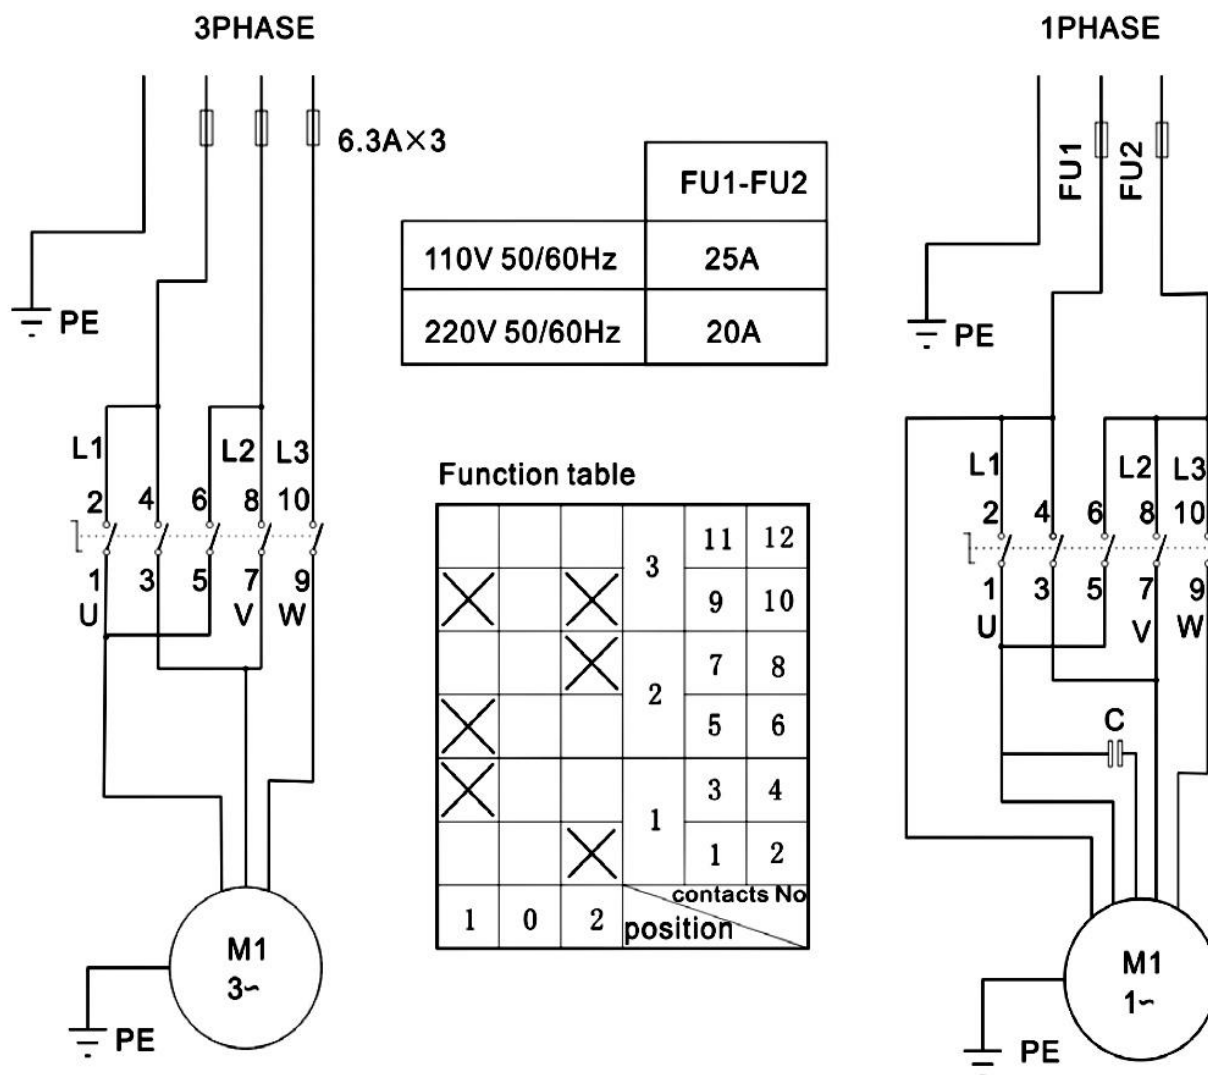 3PHASE
6.3A×3
PE
L1 L2 L3
2 4 6 8 10
1 3 5 7 9
U V W
M1
3~
PE
FU1-FU2
110V 50/60Hz 25A
220V 50/60Hz 20A
Function table
3 11 12
9 10
2 7 8
5 6
1 3 4
1 2
contacts No
1 0 2 position
1PHASE
FU1 FU2
PE
L1 L2 L3
2 4 6 8 10
1 3 5 7 9
U V W
C
M1
1~
PE